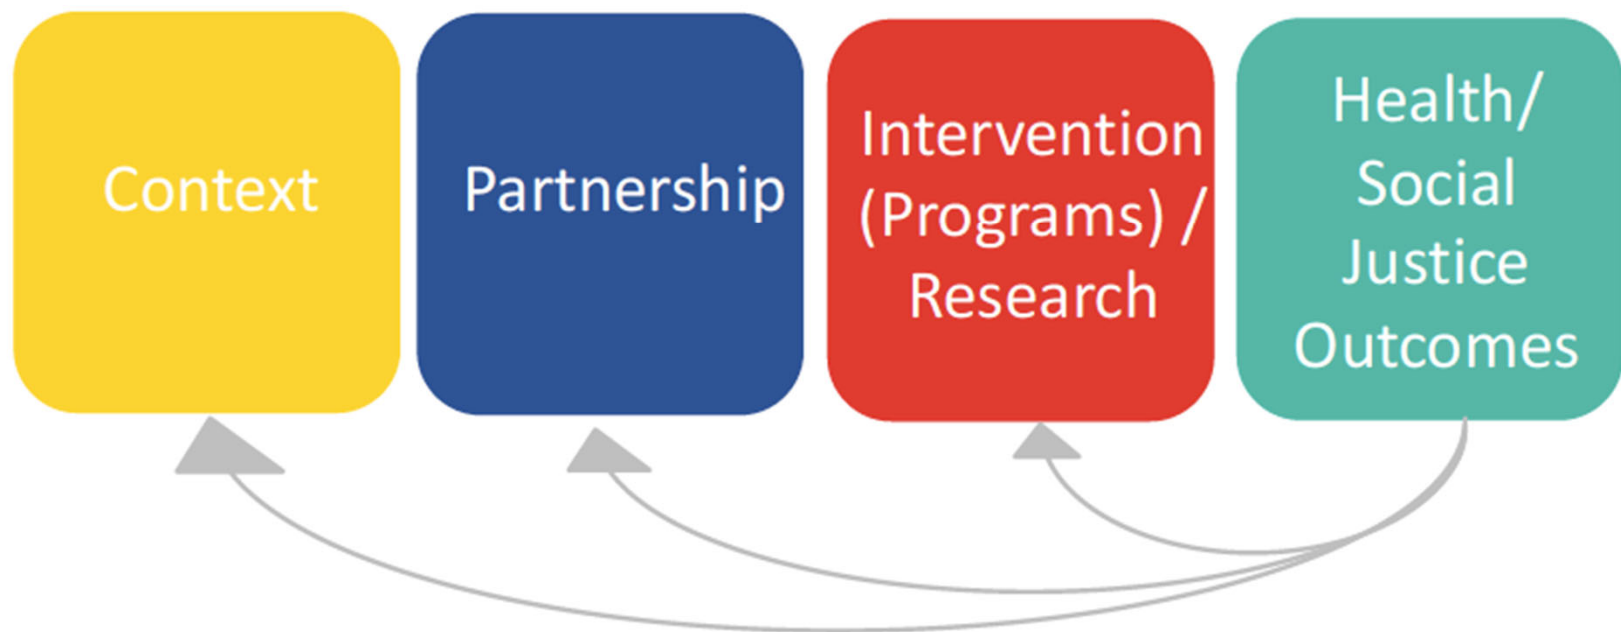 Context
Partnership
Intervention
(Programs) /
Research
Health/
Social
Justice
Outcomes